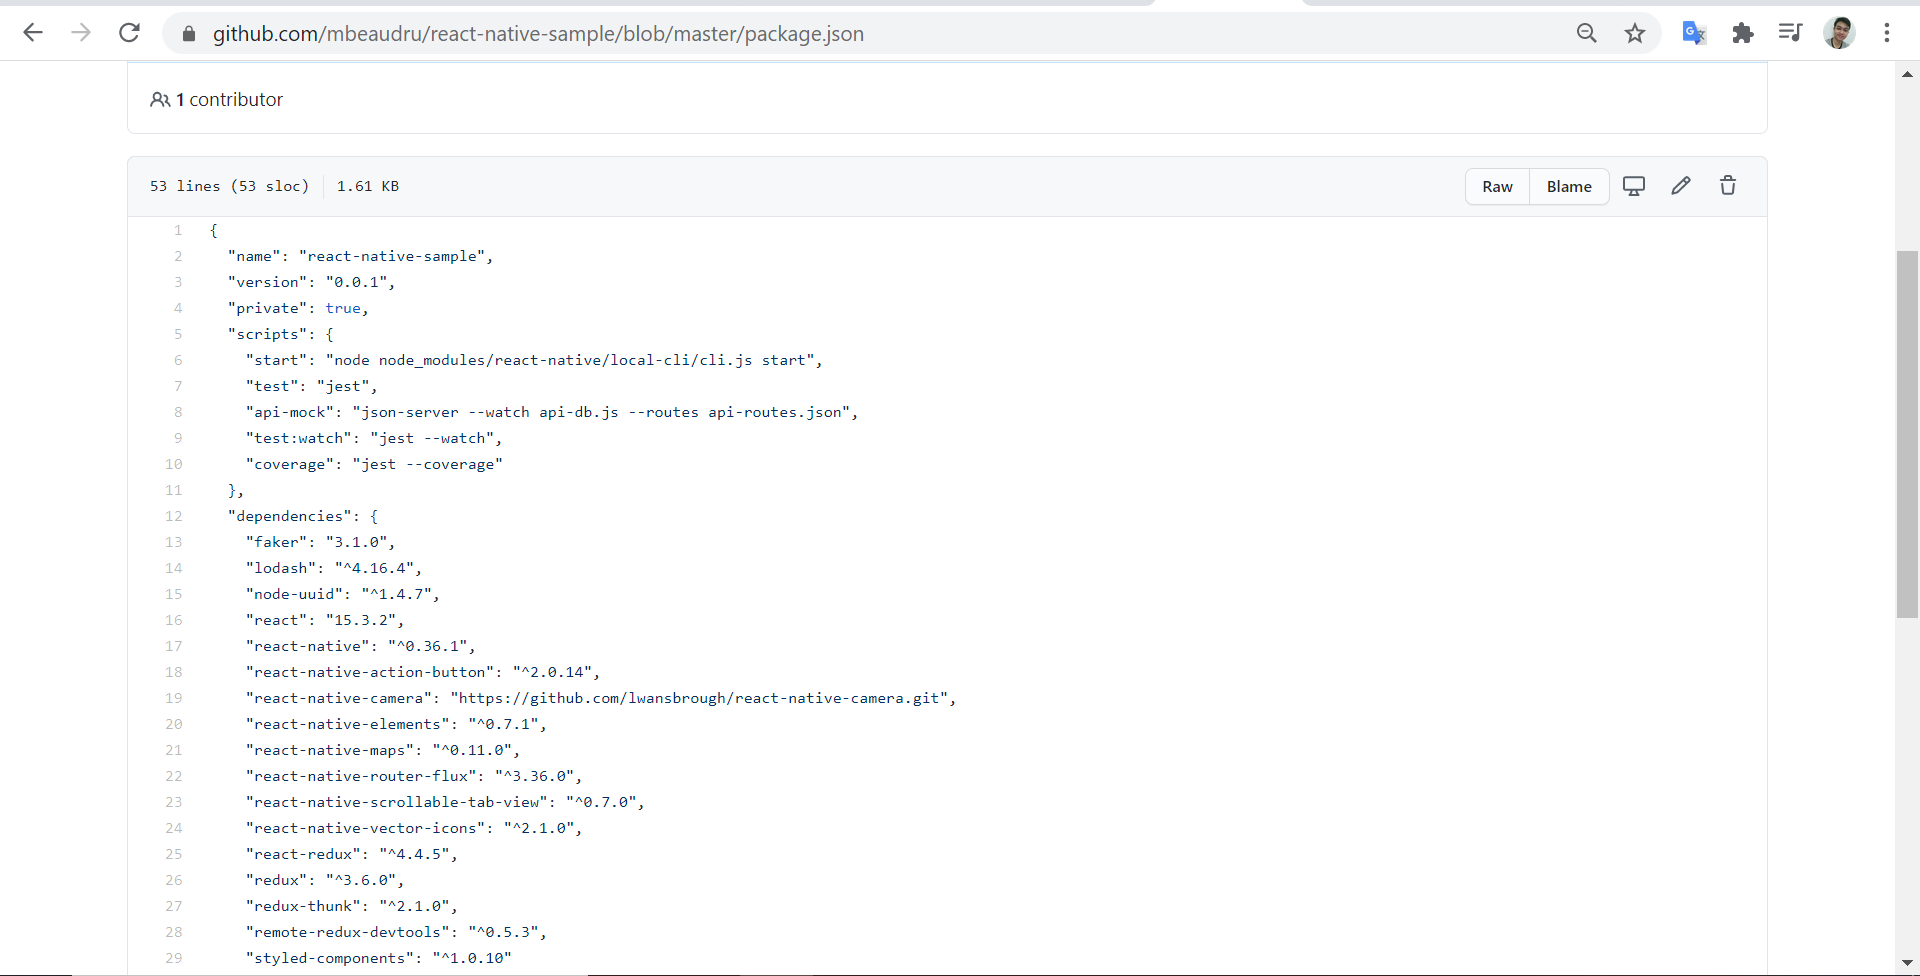 github.com/mbeaudru/react-native-sample/blob/master/package.json
1 contributor
53 lines (53 sloc) 1.61 KB
Raw Blame
1 {
2 "name": "react-native-sample",
3 "version": "0.0.1",
4 "private": true,
5 "scripts": {
6 "start": "node node_modules/react-native/local-cli/cli.js start",
7 "test": "jest",
8 "api-mock": "json-server --watch api-db.js --routes api-routes.json",
9 "test:watch": "jest --watch",
10 "coverage": "jest --coverage"
11 },
12 "dependencies": {
13 "faker": "3.1.0",
14 "lodash": "^4.16.4",
15 "node-uuid": "^1.4.7",
16 "react": "15.3.2",
17 "react-native": "^0.36.1",
18 "react-native-action-button": "^2.0.14",
19 "react-native-camera": "https://github.com/lwansbrough/react-native-camera.git",
20 "react-native-elements": "^0.7.1",
21 "react-native-maps": "^0.11.0",
22 "react-native-router-flux": "^3.36.0",
23 "react-native-scrollable-tab-view": "^0.7.0",
24 "react-native-vector-icons": "^2.1.0",
25 "react-redux": "^4.4.5",
26 "redux": "^3.6.0",
27 "redux-thunk": "^2.1.0",
28 "remote-redux-devtools": "^0.5.3",
29 "styled-components": "^1.0.10"